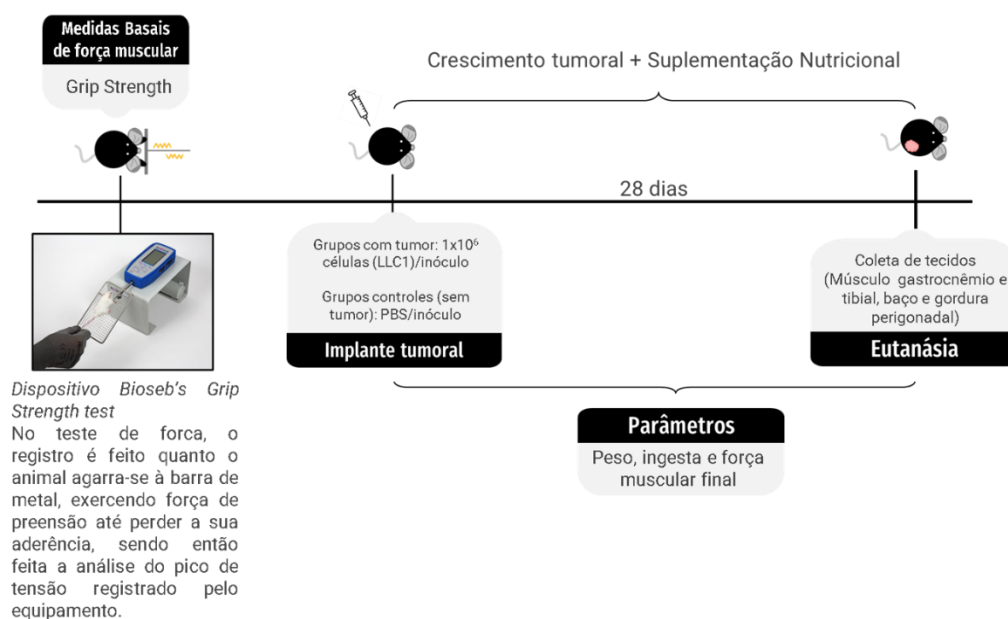 Medidas Basais
de força muscular
Grip Strength
Crescimento tumoral + Suplementação Nutricional
28 dias
Grupos com tumor: 1x10⁶
células (LLC1)/inóculo
Grupos controles (sem
tumor): PBS/inóculo
Implante tumoral
Coleta de tecidos
(Músculo gastrocnêmio e
tibial, baço e gordura
perigonadal)
Eutanásia
Dispositivo Bioseb's Grip
Strength test
No teste de forca, o
registro é feito quanto o
animal agarra-se à barra de
metal, exercendo força de
preensão até perder a sua
aderência, sendo então
feita a análise do pico de
tensão registrado pelo
equipamento.
Parâmetros
Peso, ingesta e força
muscular final